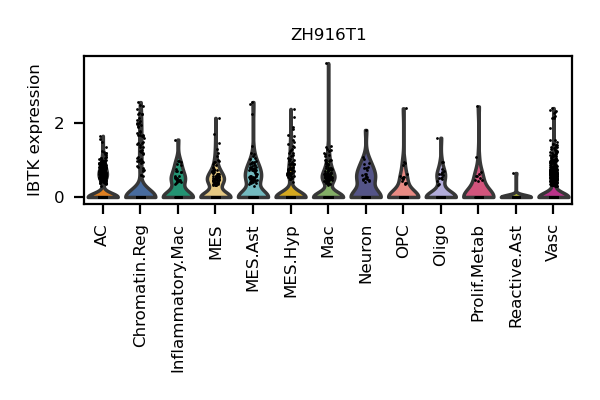 ZH916T1
IBTK expression
2
0
AC
Chromatin.Reg
Inflammatory.Mac
MES
MES.Ast
MES.Hyp
Mac
Neuron
OPC
Oligo
Prolif.Metab
Reactive.Ast
Vasc